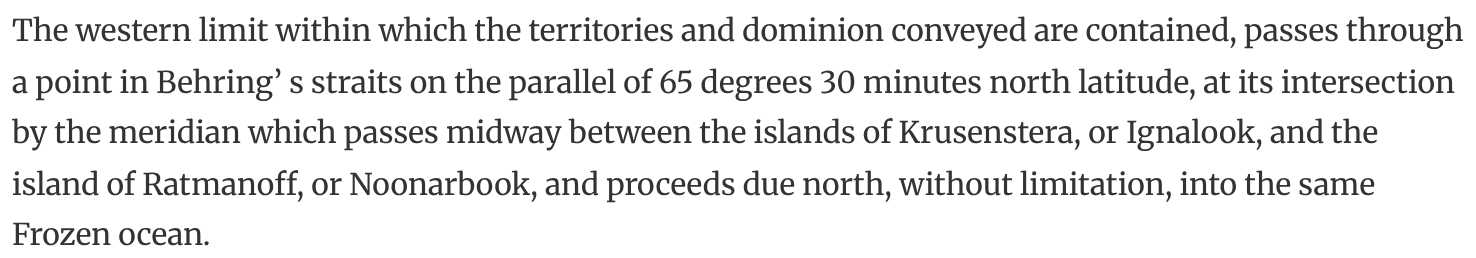 The western limit within which the territories and dominion conveyed are contained, passes through
a point in Behring’ s straits on the parallel of 65 degrees 30 minutes north latitude, at its intersection
by the meridian which passes midway between the islands of Krusenstera, or Ignalook, and the
island of Ratmanoff, or Noonarbook, and proceeds due north, without limitation, into the same
Frozen ocean.